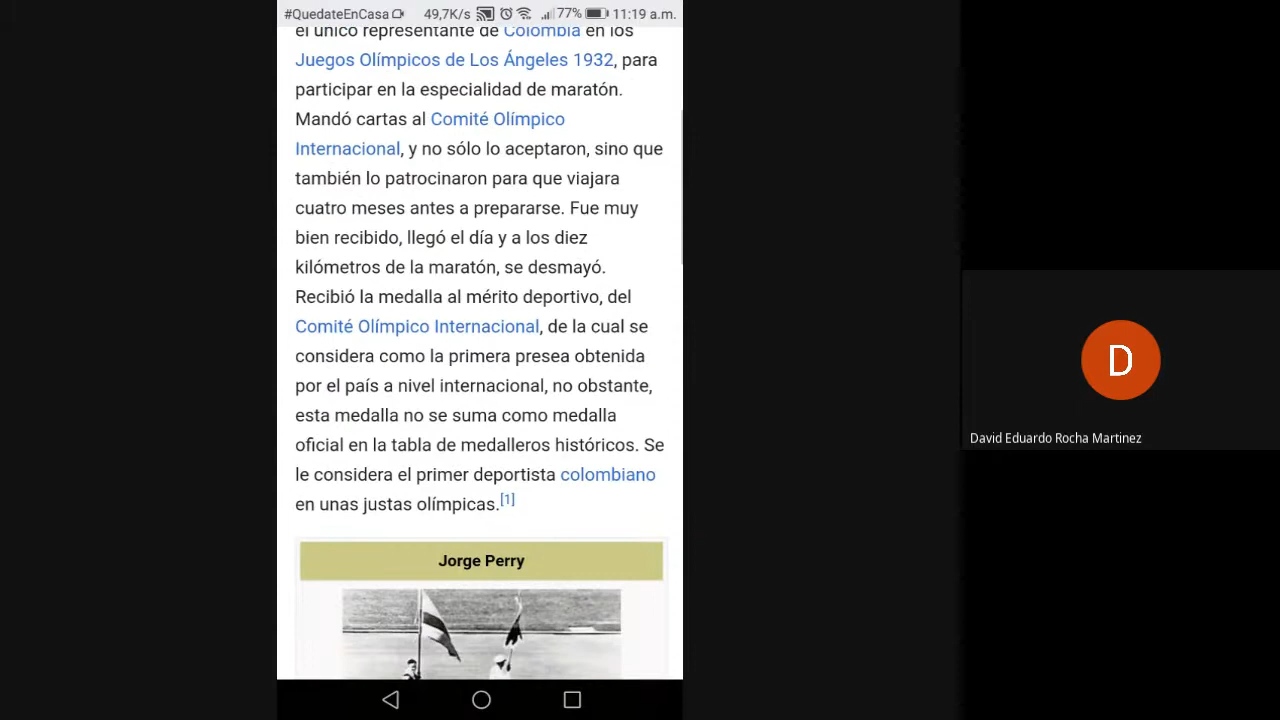 #QuedateEnCasa 49,7K/s 77% 11:19 a.m.
el único representante de Colombia en los
Juegos Olímpicos de Los Ángeles 1932, para
participar en la especialidad de maratón.
Mandó cartas al Comité Olímpico
Internacional, y no sólo lo aceptaron, sino que
también lo patrocinaron para que viajara
cuatro meses antes a prepararse. Fue muy
bien recibido, llegó el día y a los diez
kilómetros de la maratón, se desmayó.
Recibió la medalla al mérito deportivo, del
Comité Olímpico Internacional, de la cual se
considera como la primera presea obtenida
por el país a nivel internacional, no obstante,
esta medalla no se suma como medalla
oficial en la tabla de medalleros históricos. Se
le considera el primer deportista colombiano
en unas justas olímpicas.[1]
Jorge Perry
D
David Eduardo Rocha Martinez